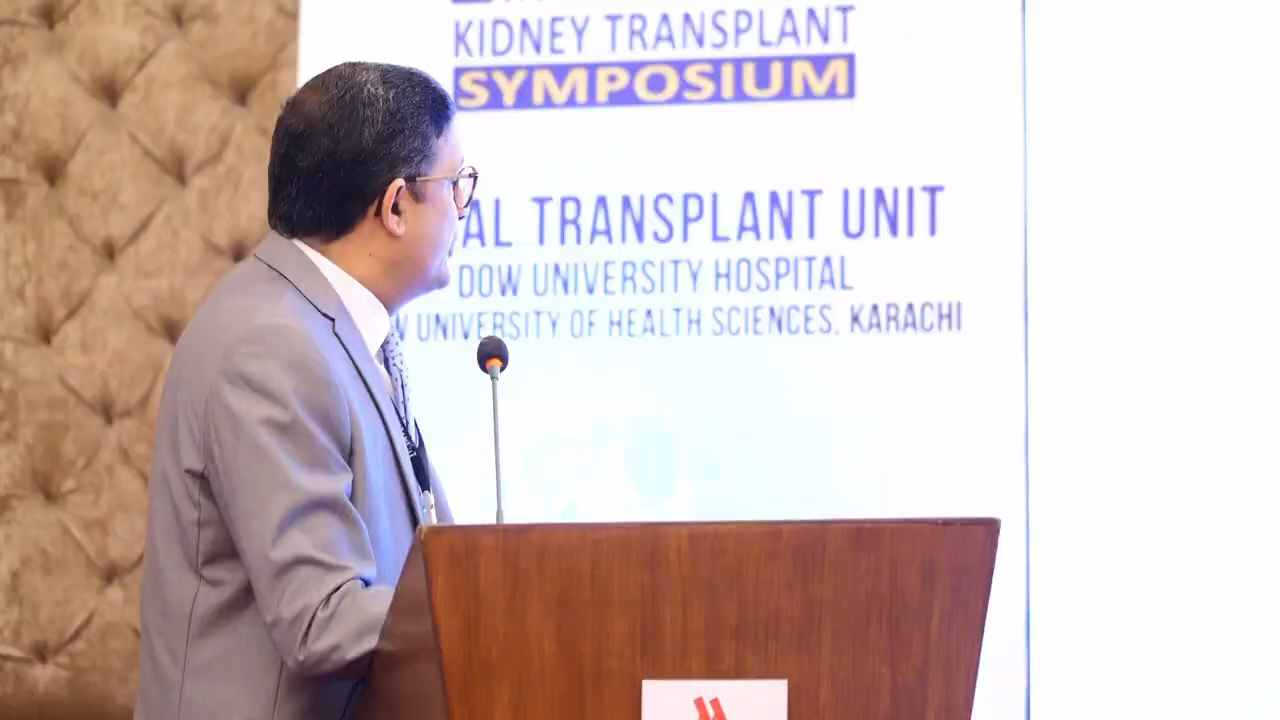 KIDNEY TRANSPLANT
SYMPOSIUM
AL TRANSPLANT UNIT
DOW UNIVERSITY HOSPITAL
W UNIVERSITY OF HEALTH SCIENCES, KARACHI